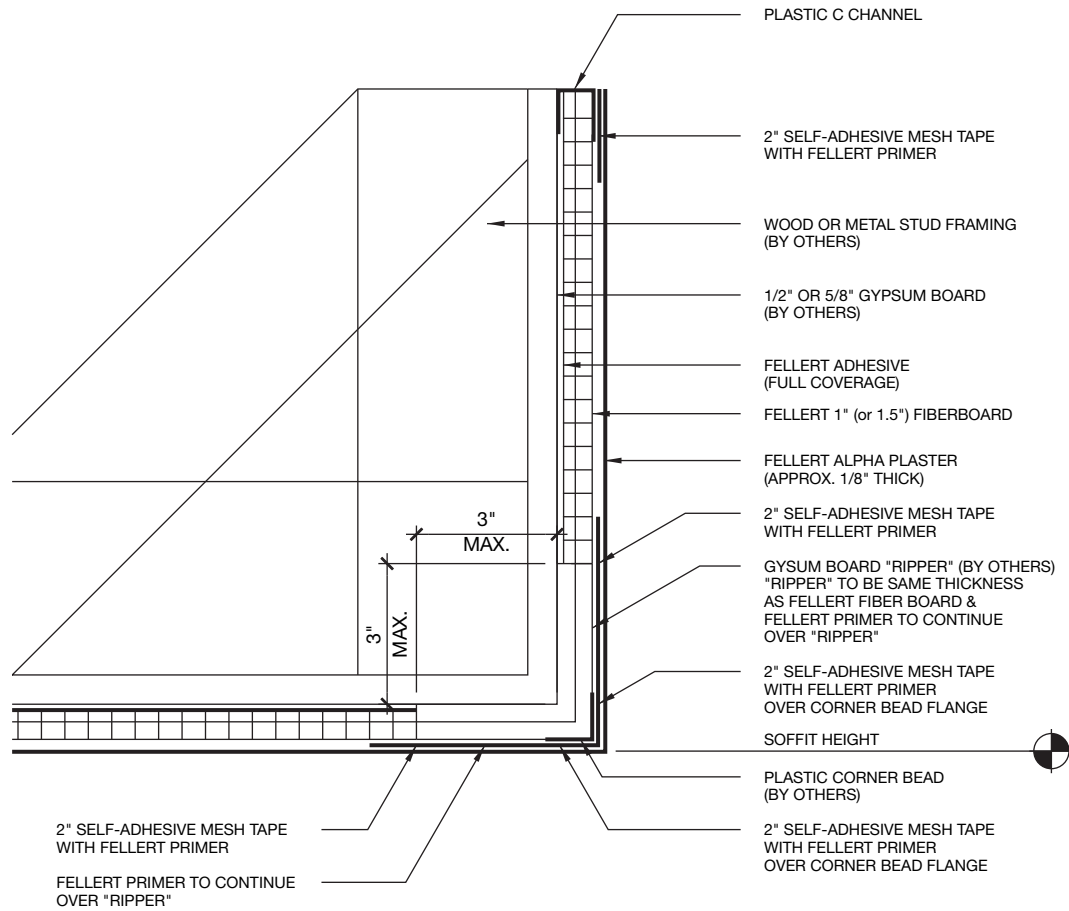 PLASTIC C CHANNEL
2" SELF-ADHESIVE MESH TAPE
WITH FELLERT PRIMER
WOOD OR METAL STUD FRAMING
(BY OTHERS)
1/2" OR 5/8" GYPSUM BOARD
(BY OTHERS)
FELLERT ADHESIVE
(FULL COVERAGE)
FELLERT 1" (or 1.5") FIBERBOARD
FELLERT ALPHA PLASTER
(APPROX. 1/8" THICK)
3"
MAX.
2" SELF-ADHESIVE MESH TAPE
WITH FELLERT PRIMER
GYSUM BOARD "RIPPER" (BY OTHERS)
"RIPPER" TO BE SAME THICKNESS
AS FELLERT FIBER BOARD &
FELLERT PRIMER TO CONTINUE
OVER "RIPPER"
3"
MAX.
2" SELF-ADHESIVE MESH TAPE
WITH FELLERT PRIMER
OVER CORNER BEAD FLANGE
SOFFIT HEIGHT
PLASTIC CORNER BEAD
(BY OTHERS)
2" SELF-ADHESIVE MESH TAPE
WITH FELLERT PRIMER
OVER CORNER BEAD FLANGE
2" SELF-ADHESIVE MESH TAPE
WITH FELLERT PRIMER
FELLERT PRIMER TO CONTINUE
OVER "RIPPER"